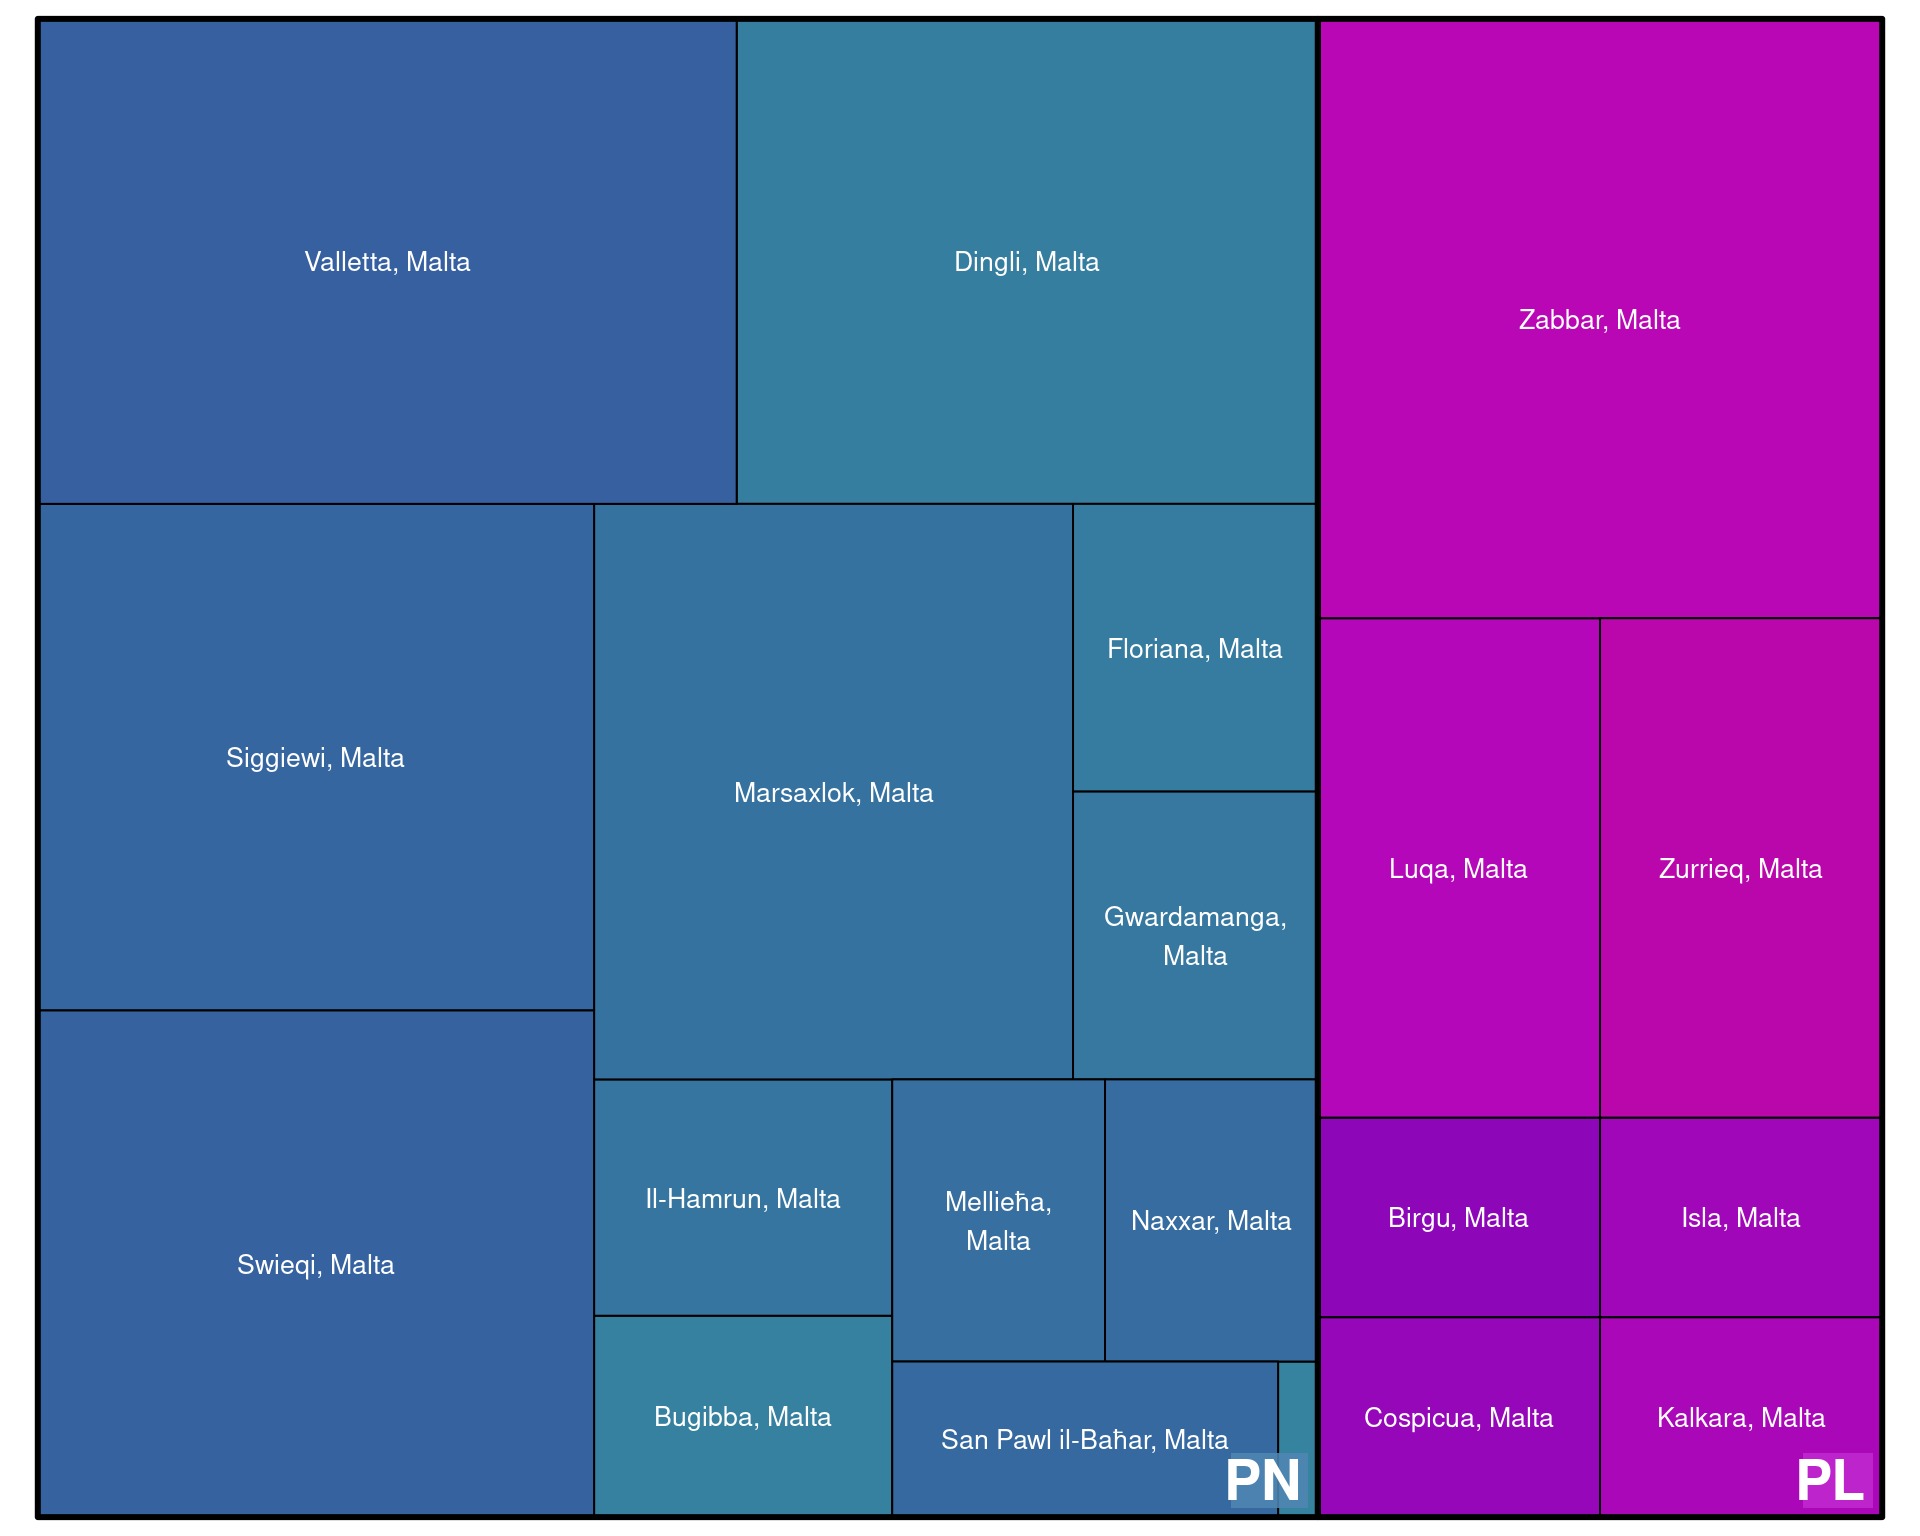 Valletta, Malta
Dingli, Malta
Zabbar, Malta
Siggiewi, Malta
Marsaxlok, Malta
Floriana, Malta
Gwardamanga,
Malta
Luqa, Malta
Zurrieq, Malta
Swieqi, Malta
Il-Hamrun, Malta
Mellieħa,
Malta
Naxxar, Malta
Birgu, Malta
Isla, Malta
Bugibba, Malta
San Pawl il-Baħar, Malta
Cospicua, Malta
Kalkara, Malta
PN
PL